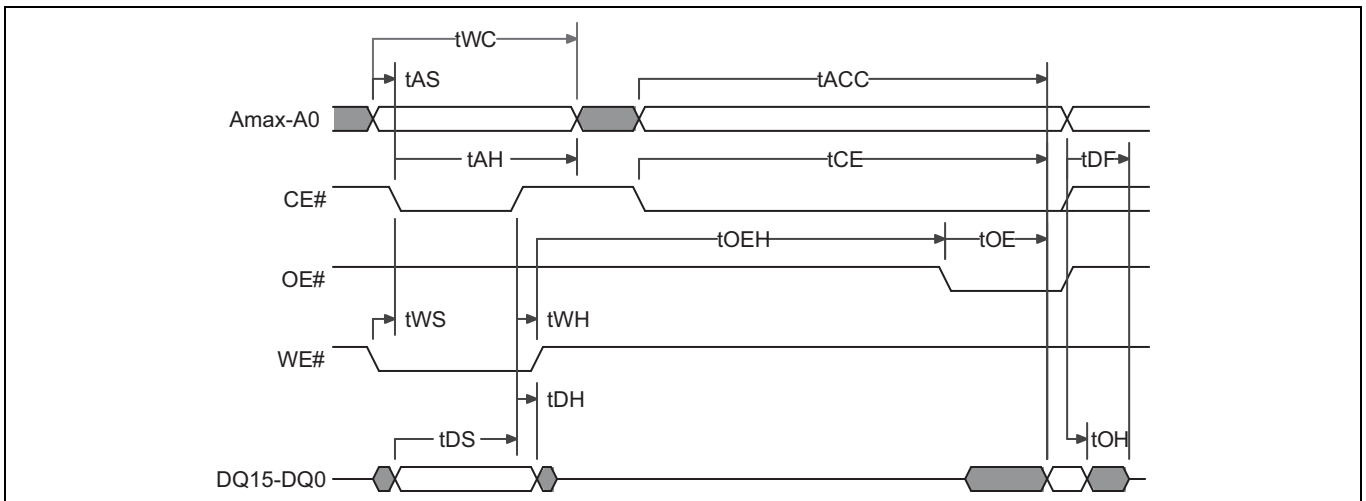 tWC
tAS
tACC
Amax-A0
tAH
tCE
tDF
CE#
tOEH
tOE
OE#
tWS
tWH
WE#
tDH
tDS
tOH
DQ15-DQ0